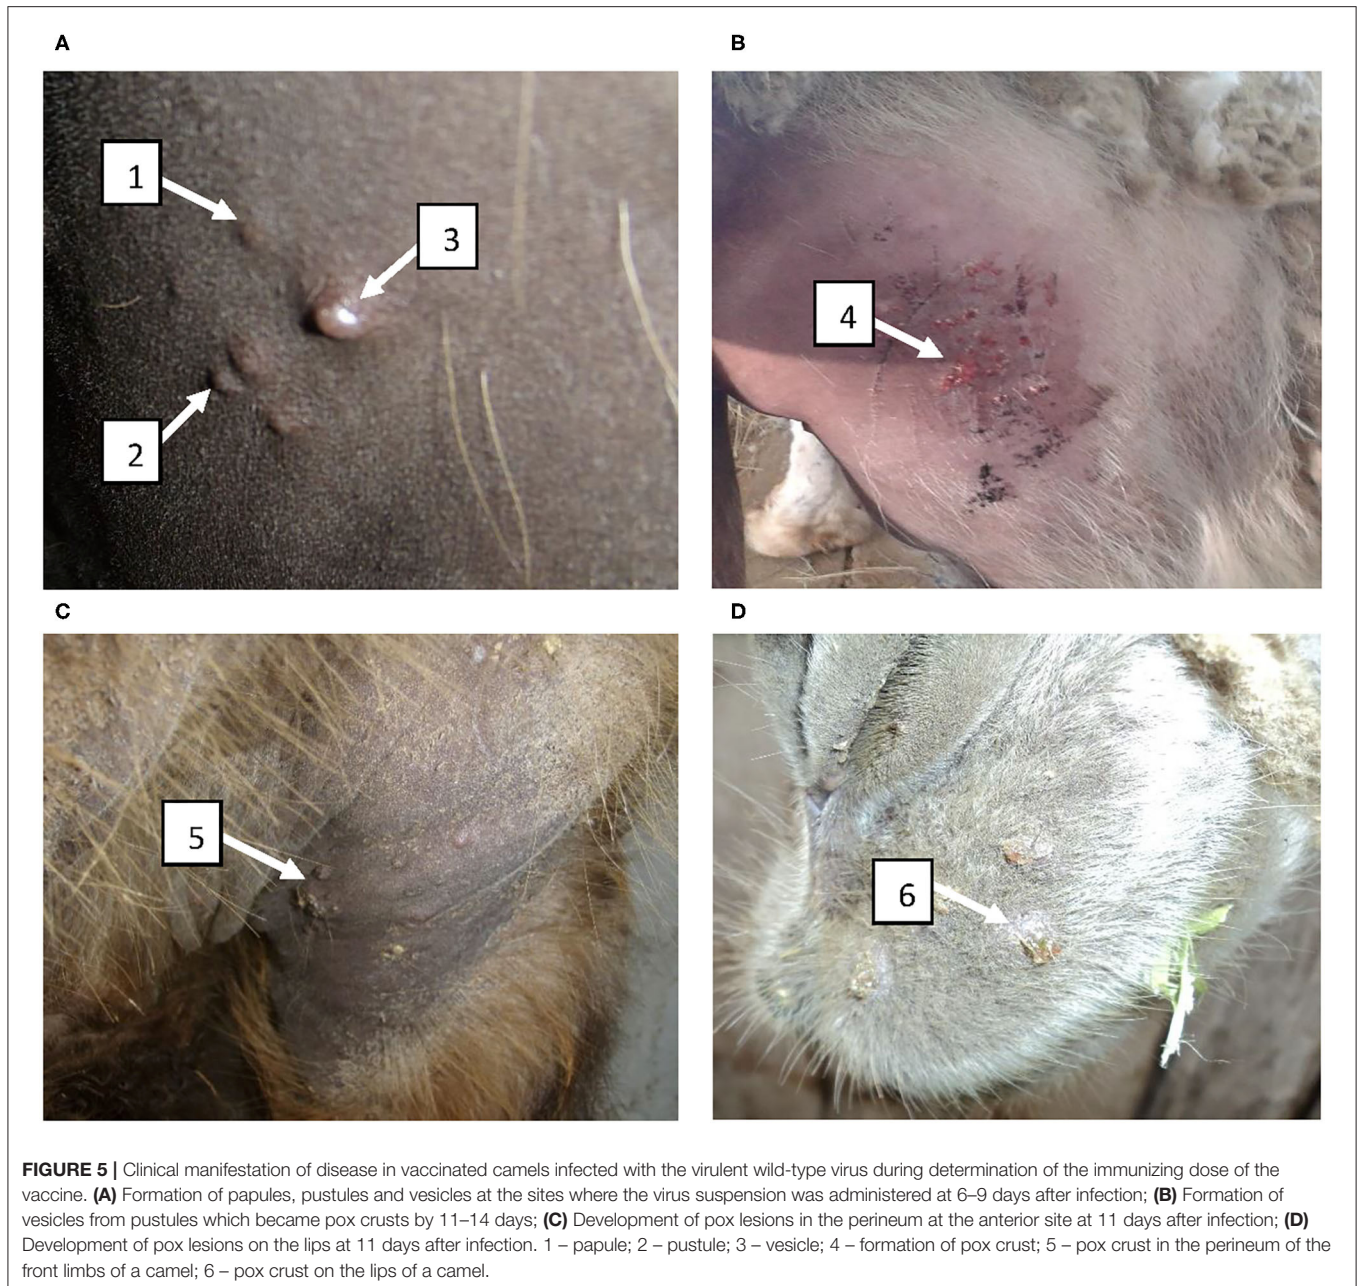 A
B
1
3
2
4
C
D
5
6
FIGURE 5 | Clinical manifestation of disease in vaccinated camels infected with the virulent wild-type virus during determination of the immunizing dose of the
vaccine. (A) Formation of papules, pustules and vesicles at the sites where the virus suspension was administered at 6–9 days after infection; (B) Formation of
vesicles from pustules which became pox crusts by 11–14 days; (C) Development of pox lesions in the perineum at the anterior site at 11 days after infection; (D)
Development of pox lesions on the lips at 11 days after infection. 1 – papule; 2 – pustule; 3 – vesicle; 4 – formation of pox crust; 5 – pox crust in the perineum of the
front limbs of a camel; 6 – pox crust on the lips of a camel.